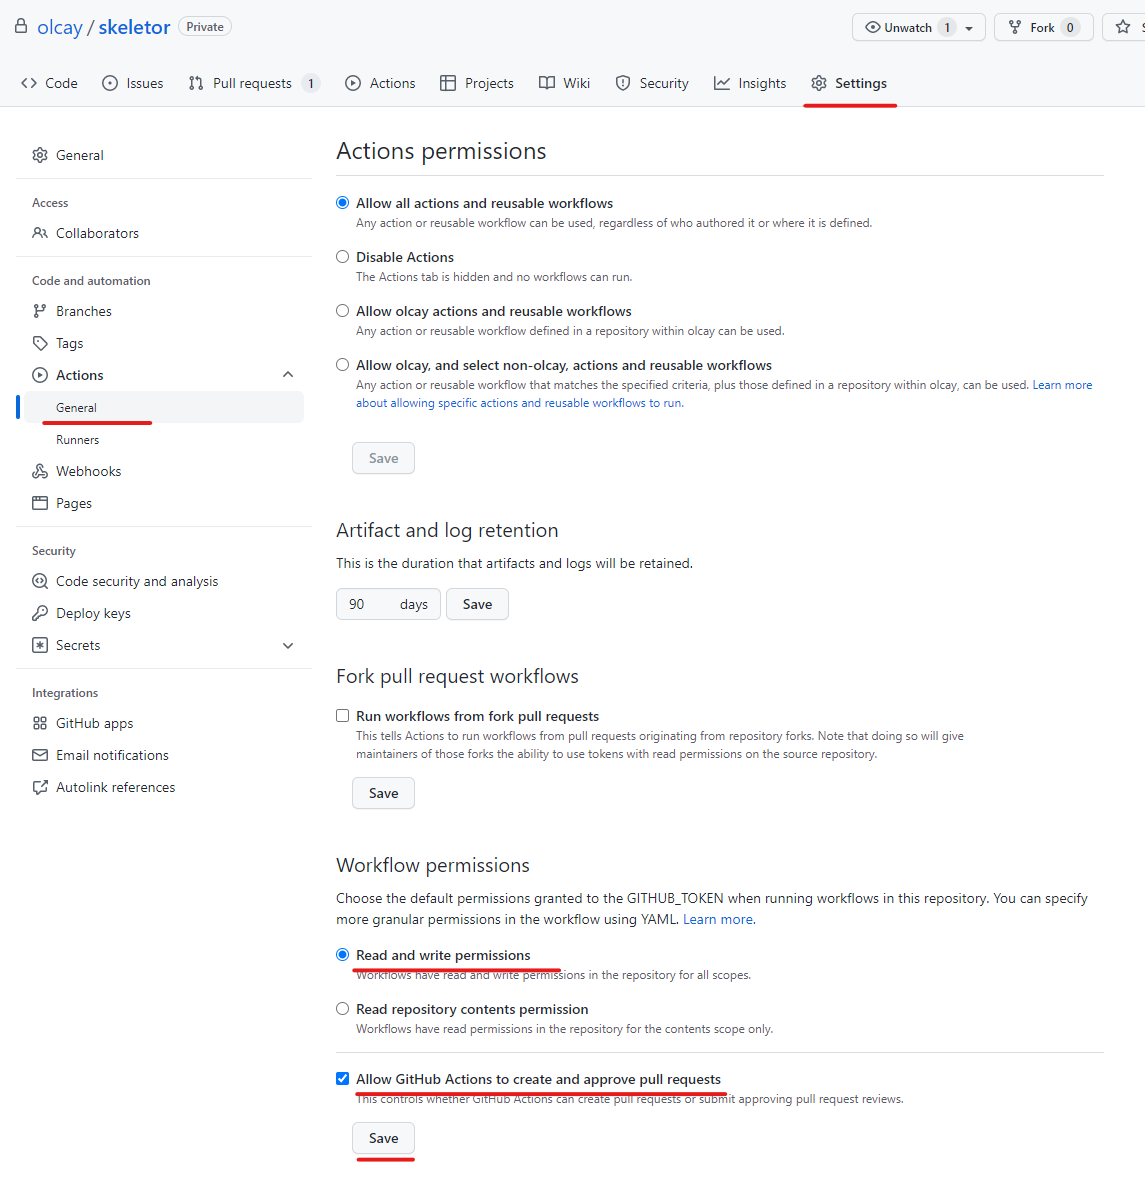 olcay / skeletor Private
Unwatch 1
Fork 0
Code
Issues
Pull requests 1
Actions
Projects
Wiki
Security
Insights
Settings
General
Access
Collaborators
Code and automation
Branches
Tags
Actions
General
Runners
Webhooks
Pages
Security
Code security and analysis
Deploy keys
Secrets
Integrations
GitHub apps
Email notifications
Autolink references
Actions permissions
Allow all actions and reusable workflows
Any action or reusable workflow can be used, regardless of who authored it or where it is defined.
Disable Actions
The Actions tab is hidden and no workflows can run.
Allow olcay actions and reusable workflows
Any action or reusable workflow defined in a repository within olcay can be used.
Allow olcay, and select non-olcay, actions and reusable workflows
Any action or reusable workflow that matches the specified criteria, plus those defined in a repository within olcay, can be used. Learn more
about allowing specific actions and reusable workflows to run.
Save
Artifact and log retention
This is the duration that artifacts and logs will be retained.
90 days Save
Fork pull request workflows
Run workflows from fork pull requests
This tells Actions to run workflows from pull requests originating from repository forks. Note that doing so will give
maintainers of those forks the ability to use tokens with read permissions on the source repository.
Save
Workflow permissions
Choose the default permissions granted to the GITHUB_TOKEN when running workflows in this repository. You can specify
more granular permissions in the workflow using YAML. Learn more.
Read and write permissions
Workflows have read and write permissions in the repository for all scopes.
Read repository contents permission
Workflows have read permissions in the repository for the contents scope only.
Allow GitHub Actions to create and approve pull requests
This controls whether GitHub Actions can create pull requests or submit approving pull request reviews.
Save